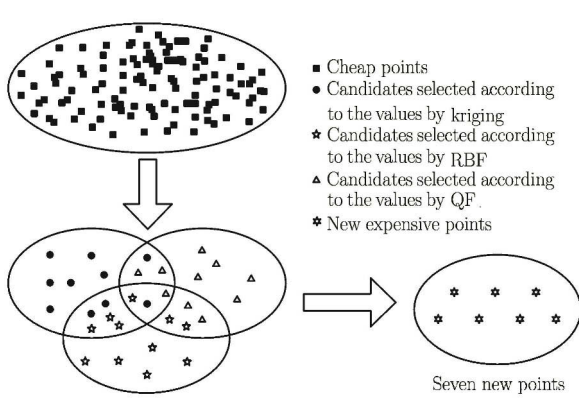 Cheap points
Candidates selected according
to the values by kriging
Candidates selected according
to the values by RBF
Candidates selected according
to the values by QF
New expensive points
Seven new points